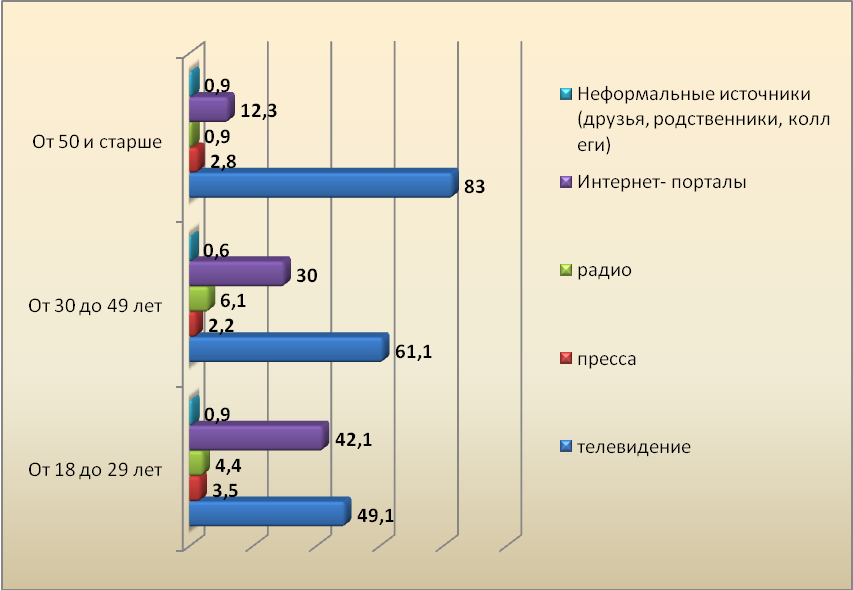 От 50 и старше
0,9
12,3
0,9
2,8
83
От 30 до 49 лет
0,6
30
6,1
2,2
61,1
От 18 до 29 лет
0,9
42,1
4,4
3,5
49,1
Неформальные источники
(друзья, родственники, колл
еги)
Интернет- порталы
радио
пресса
телевидение